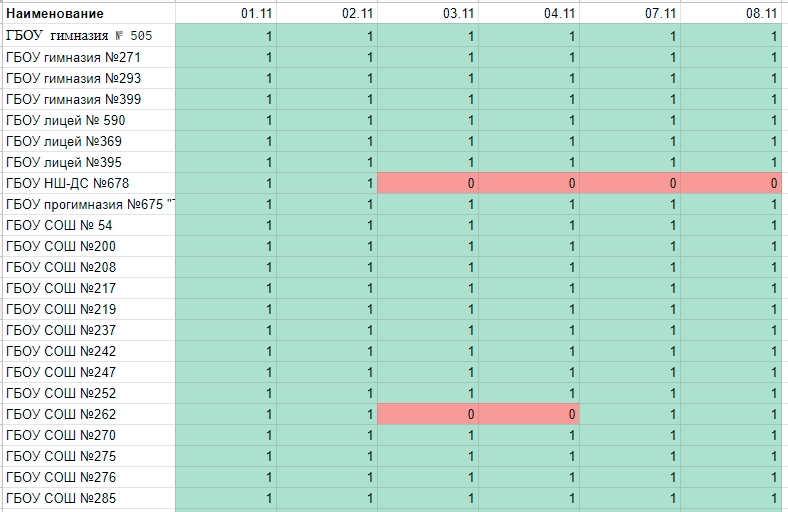 Наименование 01.11 02.11 03.11 04.11 07.11 08.11
ГБОУ гимназия № 505 1 1 1 1 1 1
ГБОУ гимназия №271 1 1 1 1 1 1
ГБОУ гимназия №293 1 1 1 1 1 1
ГБОУ гимназия №399 1 1 1 1 1 1
ГБОУ лицей № 590 1 1 1 1 1 1
ГБОУ лицей №369 1 1 1 1 1 1
ГБОУ лицей №395 1 1 1 1 1 1
ГБОУ НШ-ДС №678 1 1 0 0 0 0
ГБОУ прогимназия №675 " 1 1 1 1 1 1
ГБОУ СОШ № 54 1 1 1 1 1 1
ГБОУ СОШ №200 1 1 1 1 1 1
ГБОУ СОШ №208 1 1 1 1 1 1
ГБОУ СОШ №217 1 1 1 1 1 1
ГБОУ СОШ №219 1 1 1 1 1 1
ГБОУ СОШ №237 1 1 1 1 1 1
ГБОУ СОШ №242 1 1 1 1 1 1
ГБОУ СОШ №247 1 1 1 1 1 1
ГБОУ СОШ №252 1 1 1 1 1 1
ГБОУ СОШ №262 1 1 0 0 1 1
ГБОУ СОШ №270 1 1 1 1 1 1
ГБОУ СОШ №275 1 1 1 1 1 1
ГБОУ СОШ №276 1 1 1 1 1 1
ГБОУ СОШ №285 1 1 1 1 1 1